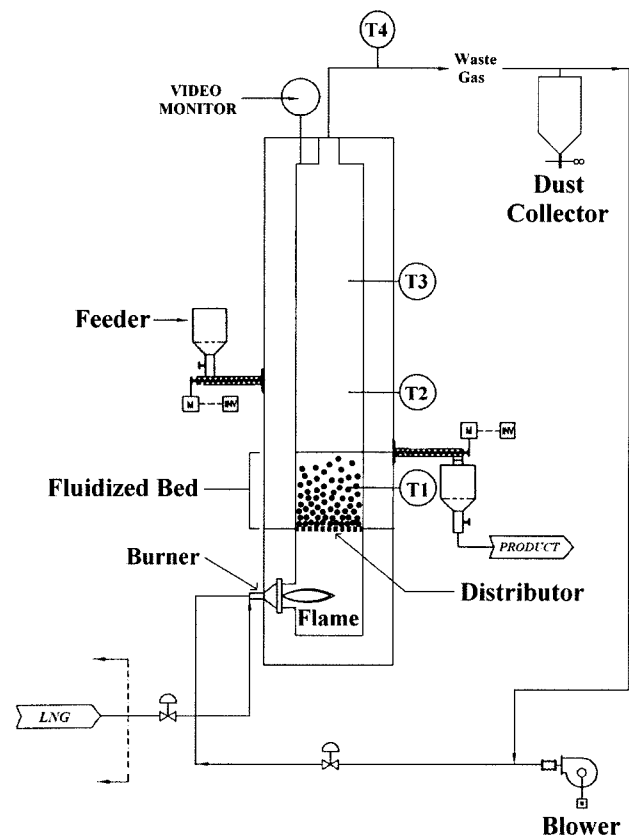 T4
Waste
Gas
VIDEO
MONITOR
Dust
Collector
T3
Feeder
T2
M
INV
M
INV
Fluidized Bed
T1
PRODUCT
Burner
Distributor
Flame
LNG
Blower